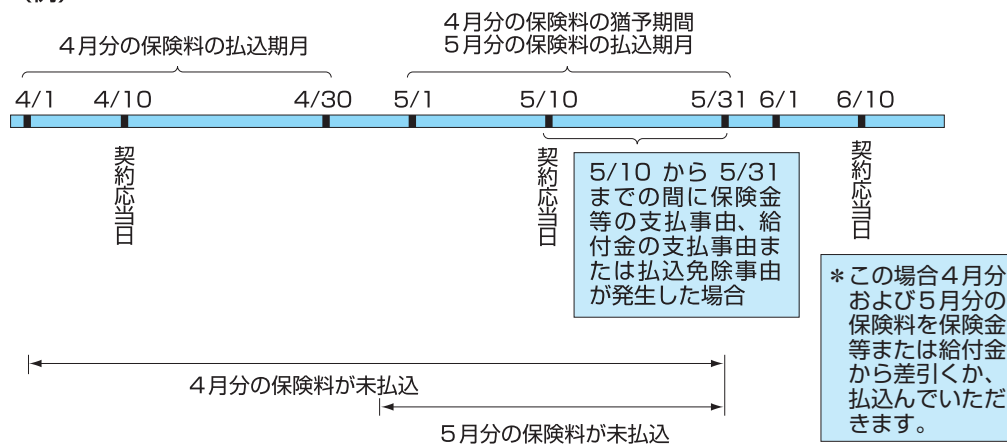 4月分の保険料の払込期月
4月分の保険料の猶予期間
5月分の保険料の払込期月
4/1 4/10 4/30 5/1 5/10 5/31 6/1 6/10
契約応当日
契約応当日
契約応当日
5/10 から 5/31
までの間に保険金
等の支払事由、給
付金の支払事由ま
たは払込免除事由
が発生した場合
＊この場合4月分
および5月分の
保険料を保険金
等または給付金
から差引くか、
払込んでいただ
きます。
4月分の保険料が未払込
5月分の保険料が未払込